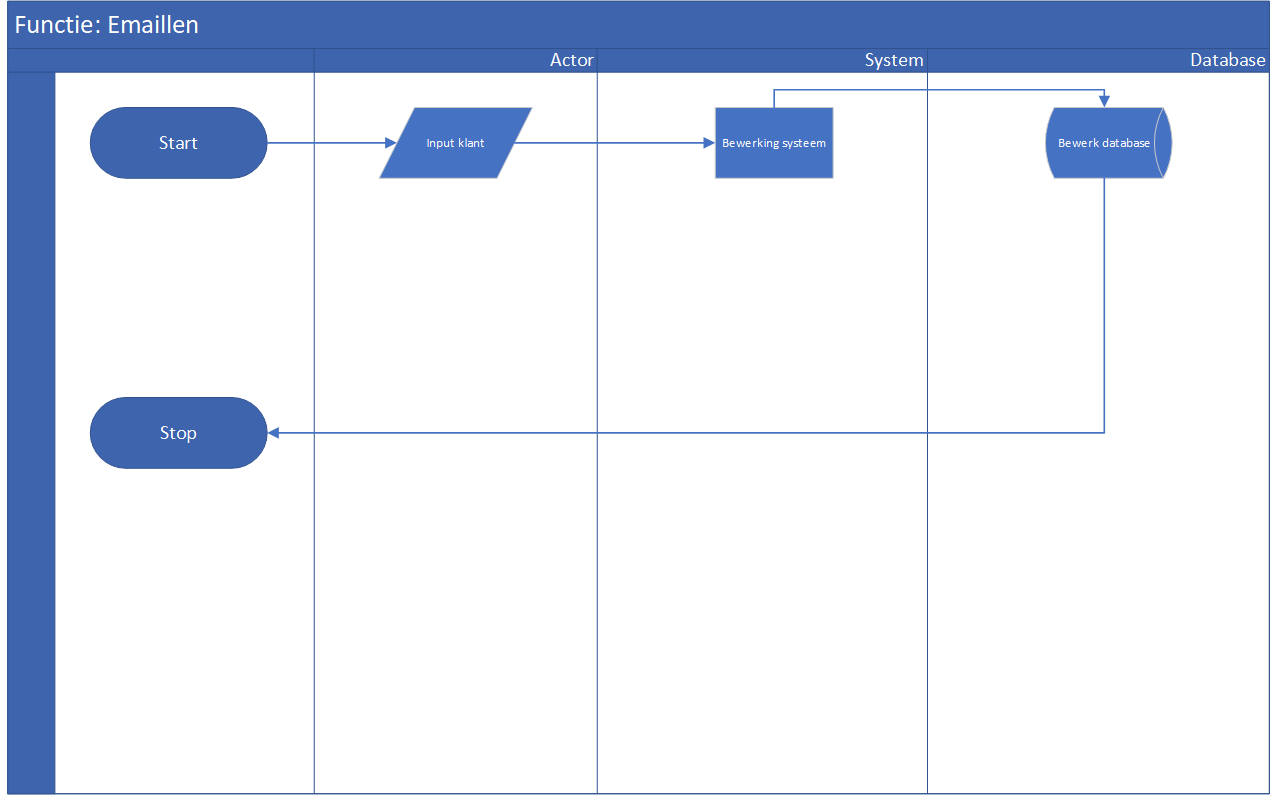 Functie: Emaillen
Actor
System
Database
Start
Input klant
Bewerking systeem
Bewerk database
Stop